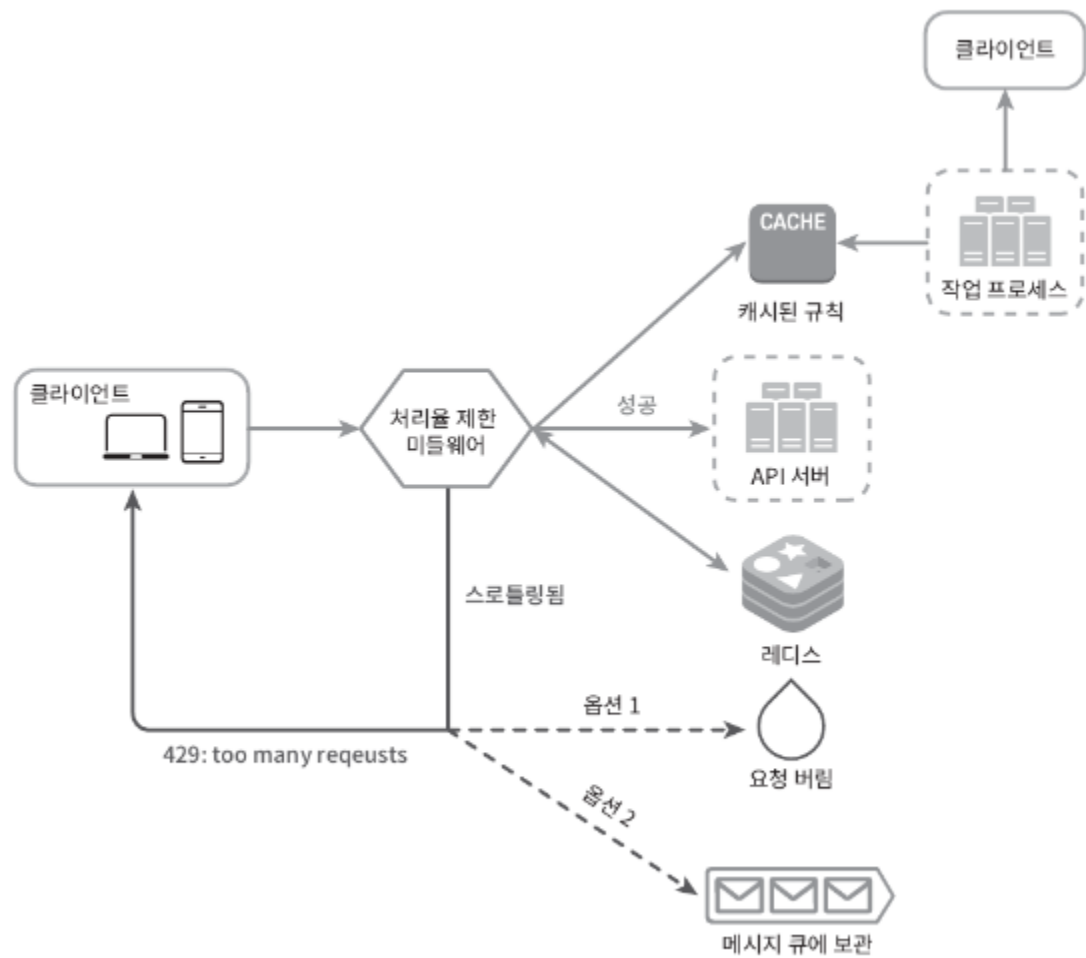 클라이언트
CACHE
캐시된 규칙
작업 프로세스
클라이언트
처리율 제한
미들웨어
성공
API 서버
스로틀링됨
레디스
옵션 1
429: too many reqeusts
요청 버림
옵션 2
메시지 큐에 보관